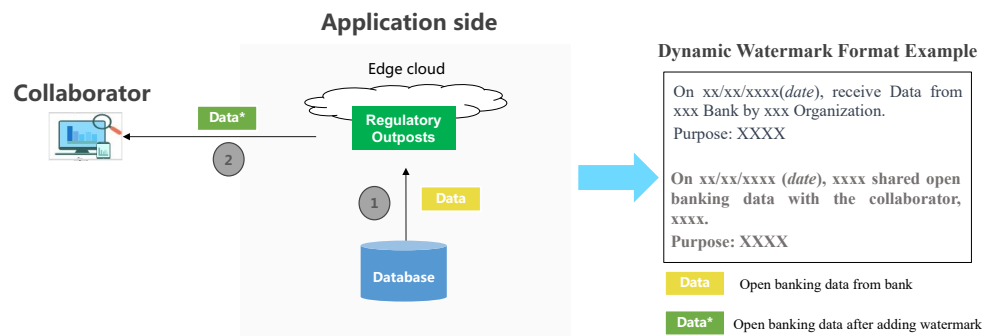 Application side
Dynamic Watermark Format Example
Edge cloud
Collaborator
Data*
Regulatory
Outposts
2
1
Data
Database
On xx/xx/xxxx(date), receive Data from
xxx Bank by xxx Organization.
Purpose: XXXX
On xx/xx/xxxx (date), xxxx shared open
banking data with the collaborator,
xxxx.
Purpose: XXXX
Data Open banking data from bank
Data* Open banking data after adding watermark